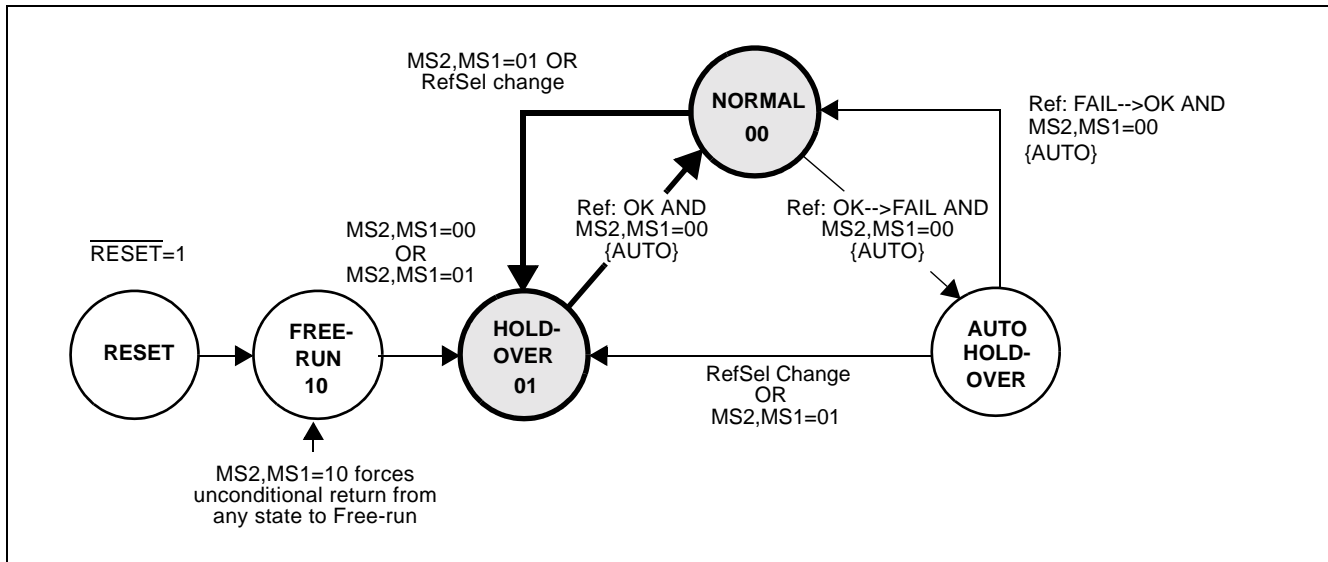 MS2,MS1=01 OR
RefSel change
NORMAL
00
Ref: FAIL-->OK AND
MS2,MS1=00
{AUTO}
Ref: OK AND
MS2,MS1=00
{AUTO}
Ref: OK-->FAIL AND
MS2,MS1=00
{AUTO}
MS2,MS1=00
OR
MS2,MS1=01
RESET=1
RESET
FREE-
RUN
10
HOLD-
OVER
01
AUTO
HOLD-
OVER
RefSel Change
OR
MS2,MS1=01
MS2,MS1=10 forces
unconditional return from
any state to Free-run